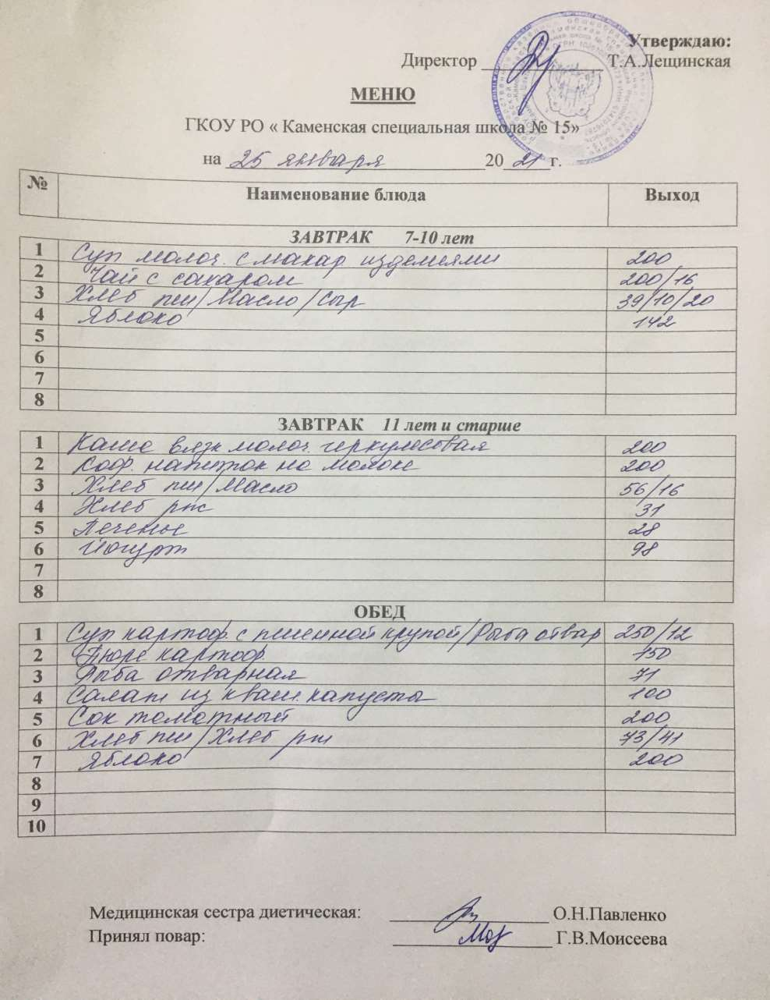 Утверждаю:
Директор Т.А.Лещинская
МЕНЮ
ГКОУ РО « Каменская специальная школа № 15»
на 25 января 2021 г.
№ Наименование блюда Выход
ЗАВТРАК 7-10 лет
1 Суп молоч. с макар. изделиями 200
2 Чай с сахаром 200/16
3 Хлеб пш/Масло/сыр 39/10/20
4 Яблоко 142
5
6
7
8
ЗАВТРАК 11 лет и старше
1 Каша вязк. молоч. геркулесовая 200
2 Коф. напиток на молоке 200
3 Хлеб пш/Масло 56/16
4 Хлеб рж 31
5 Печенье 28
6 Йогурт 98
7
8
ОБЕД
1 Суп картоф. с пшенной крупой/Рыба отвар 250/12
2 Пюре картоф. 150
3 Рыба отварная 71
4 Салат из кваш. капусты 100
5 Сок томатный 200
6 Хлеб пш/Хлеб рж 73/41
7 Яблоко 200
8
9
10
Медицинская сестра диетическая: О.Н.Павленко
Принял повар: Г.В.Моисеева